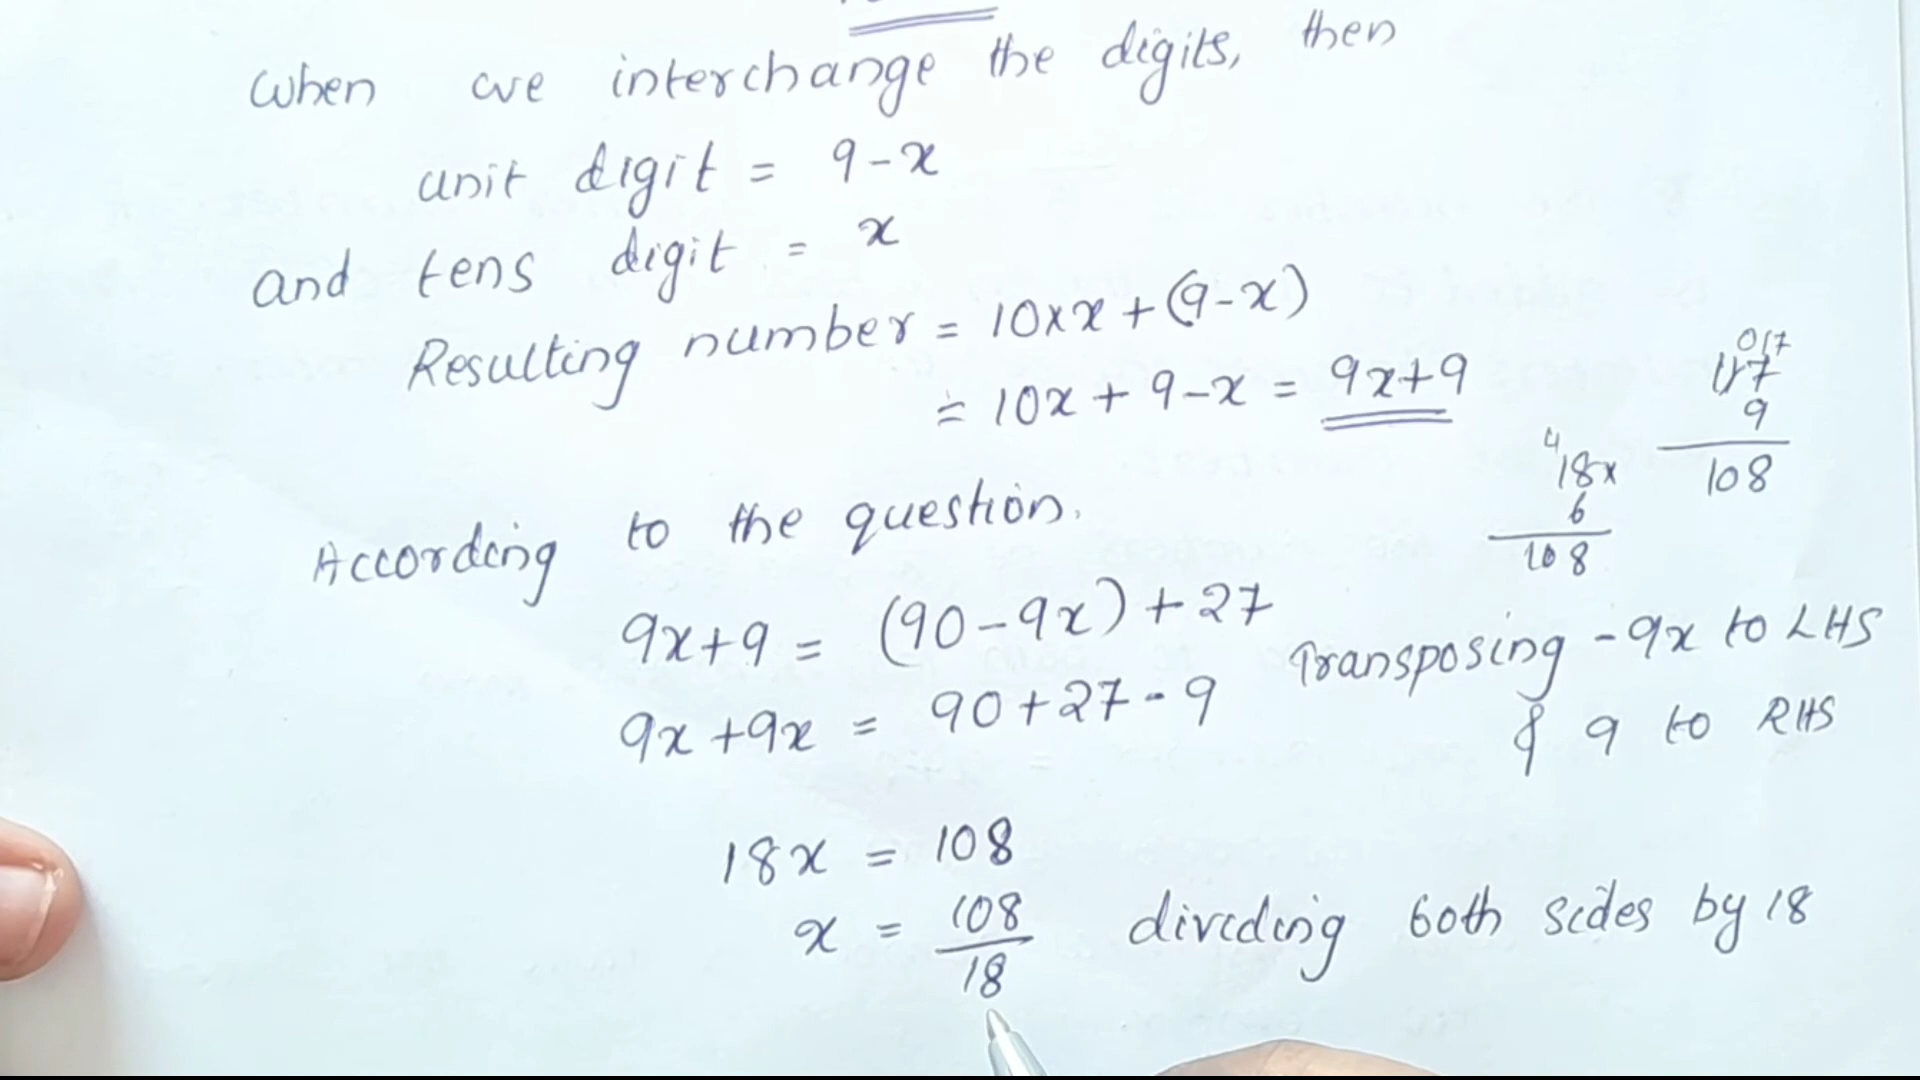 When we interchange the digits, then
unit digit = 9-x
and tens digit = x
Resulting number = 10×x + (9-x)
= 10x + 9-x = 9x+9
017
117
9
108
4
18×
6
108
According to the question.
9x+9 = (90-9x) + 27
Transposing -9x to LHS
9x+9x = 90+27-9
& 9 to RHS
18x = 108
x = 108/18 dividing both sides by 18